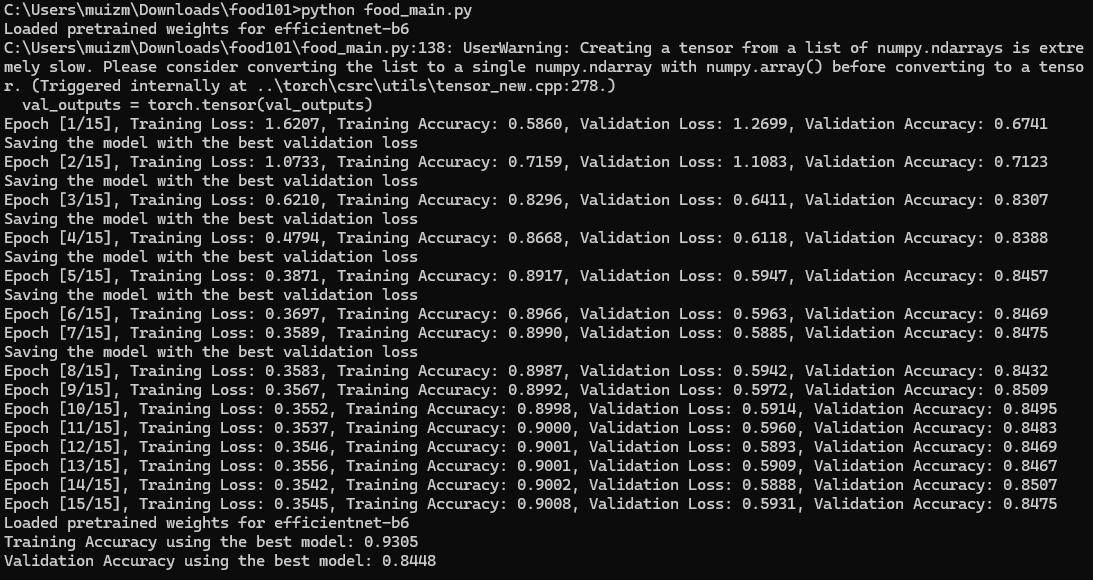 C:\Users\muizm\Downloads\food101>python food_main.py
Loaded pretrained weights for efficientnet-b6
C:\Users\muizm\Downloads\food101\food_main.py:138: UserWarning: Creating a tensor from a list of numpy.ndarrays is extre
mely slow. Please consider converting the list to a single numpy.ndarray with numpy.array() before converting to a tenso
r. (Triggered internally at ..\torch\csrc\utils\tensor_new.cpp:278.)
  val_outputs = torch.tensor(val_outputs)
Epoch [1/15], Training Loss: 1.6207, Training Accuracy: 0.5860, Validation Loss: 1.2699, Validation Accuracy: 0.6741
Saving the model with the best validation loss
Epoch [2/15], Training Loss: 1.0733, Training Accuracy: 0.7159, Validation Loss: 1.1083, Validation Accuracy: 0.7123
Saving the model with the best validation loss
Epoch [3/15], Training Loss: 0.6210, Training Accuracy: 0.8296, Validation Loss: 0.6411, Validation Accuracy: 0.8307
Saving the model with the best validation loss
Epoch [4/15], Training Loss: 0.4794, Training Accuracy: 0.8668, Validation Loss: 0.6118, Validation Accuracy: 0.8388
Saving the model with the best validation loss
Epoch [5/15], Training Loss: 0.3871, Training Accuracy: 0.8917, Validation Loss: 0.5947, Validation Accuracy: 0.8457
Saving the model with the best validation loss
Epoch [6/15], Training Loss: 0.3697, Training Accuracy: 0.8966, Validation Loss: 0.5963, Validation Accuracy: 0.8469
Epoch [7/15], Training Loss: 0.3589, Training Accuracy: 0.8990, Validation Loss: 0.5885, Validation Accuracy: 0.8475
Saving the model with the best validation loss
Epoch [8/15], Training Loss: 0.3583, Training Accuracy: 0.8987, Validation Loss: 0.5942, Validation Accuracy: 0.8432
Epoch [9/15], Training Loss: 0.3567, Training Accuracy: 0.8992, Validation Loss: 0.5972, Validation Accuracy: 0.8509
Epoch [10/15], Training Loss: 0.3552, Training Accuracy: 0.8998, Validation Loss: 0.5914, Validation Accuracy: 0.8495
Epoch [11/15], Training Loss: 0.3537, Training Accuracy: 0.9000, Validation Loss: 0.5960, Validation Accuracy: 0.8483
Epoch [12/15], Training Loss: 0.3546, Training Accuracy: 0.9001, Validation Loss: 0.5893, Validation Accuracy: 0.8469
Epoch [13/15], Training Loss: 0.3556, Training Accuracy: 0.9001, Validation Loss: 0.5909, Validation Accuracy: 0.8467
Epoch [14/15], Training Loss: 0.3542, Training Accuracy: 0.9002, Validation Loss: 0.5888, Validation Accuracy: 0.8507
Epoch [15/15], Training Loss: 0.3545, Training Accuracy: 0.9008, Validation Loss: 0.5931, Validation Accuracy: 0.8475
Loaded pretrained weights for efficientnet-b6
Training Accuracy using the best model: 0.9305
Validation Accuracy using the best model: 0.8448